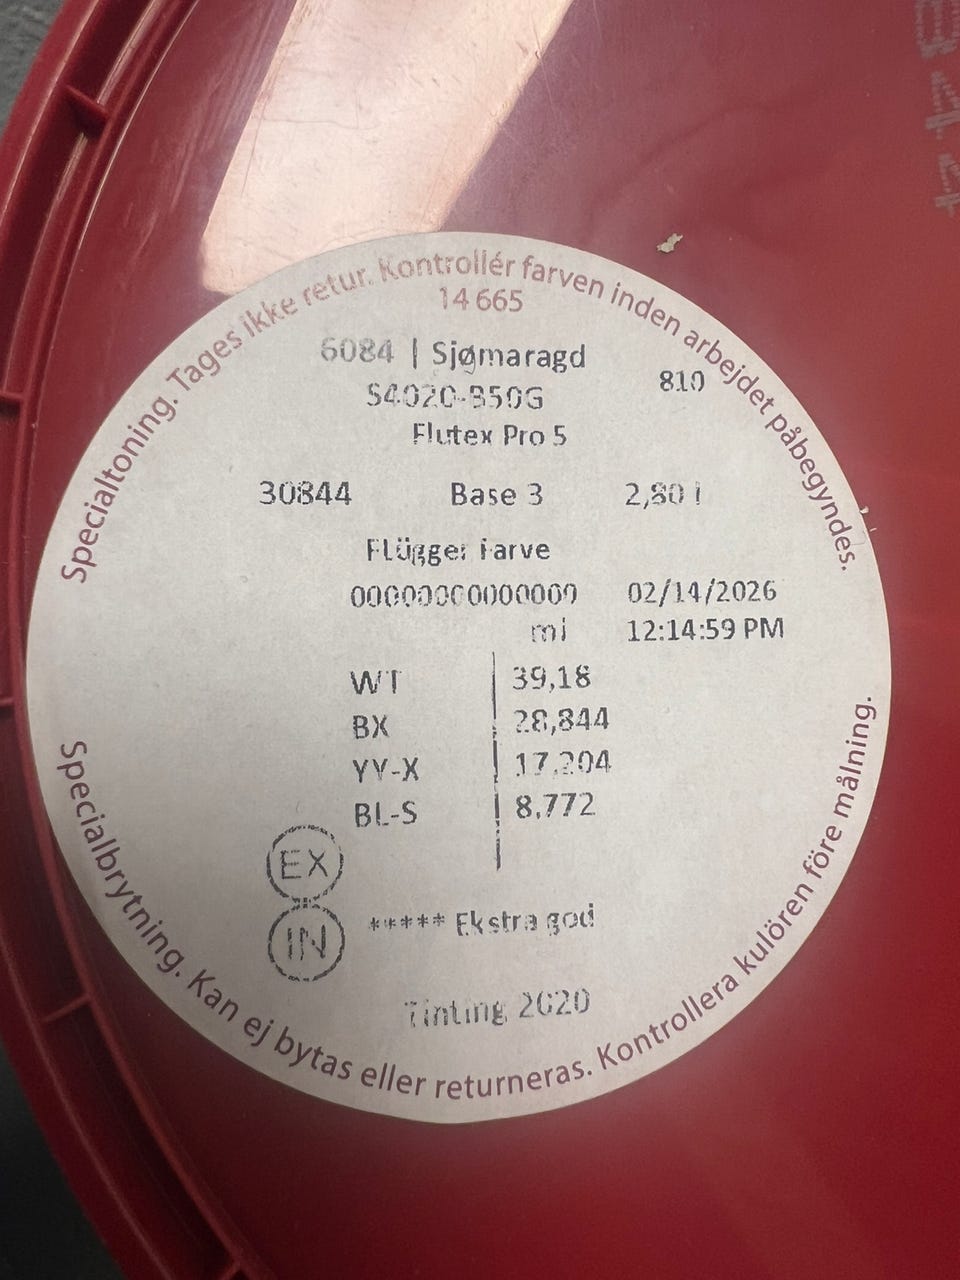 Specialtoning. Tages ikke retur. Kontrollér farven inden arbejdet påbegyndes.
14 665
6084 | Sjømaragd
810
S4020-B50G
Flutex Pro 5
30844 Base 3 2,80 l
Flügger Farve
00000000000000 02/14/2026
ml 12:14:59 PM
WT 39,18
BX 28,844
YY-X 17,204
BL-S 8,772
EX
IN
***** Ekstra god
Tinting 2020
Specialbrytning. Kan ej bytas eller returneras. Kontrollera kulören före målning.